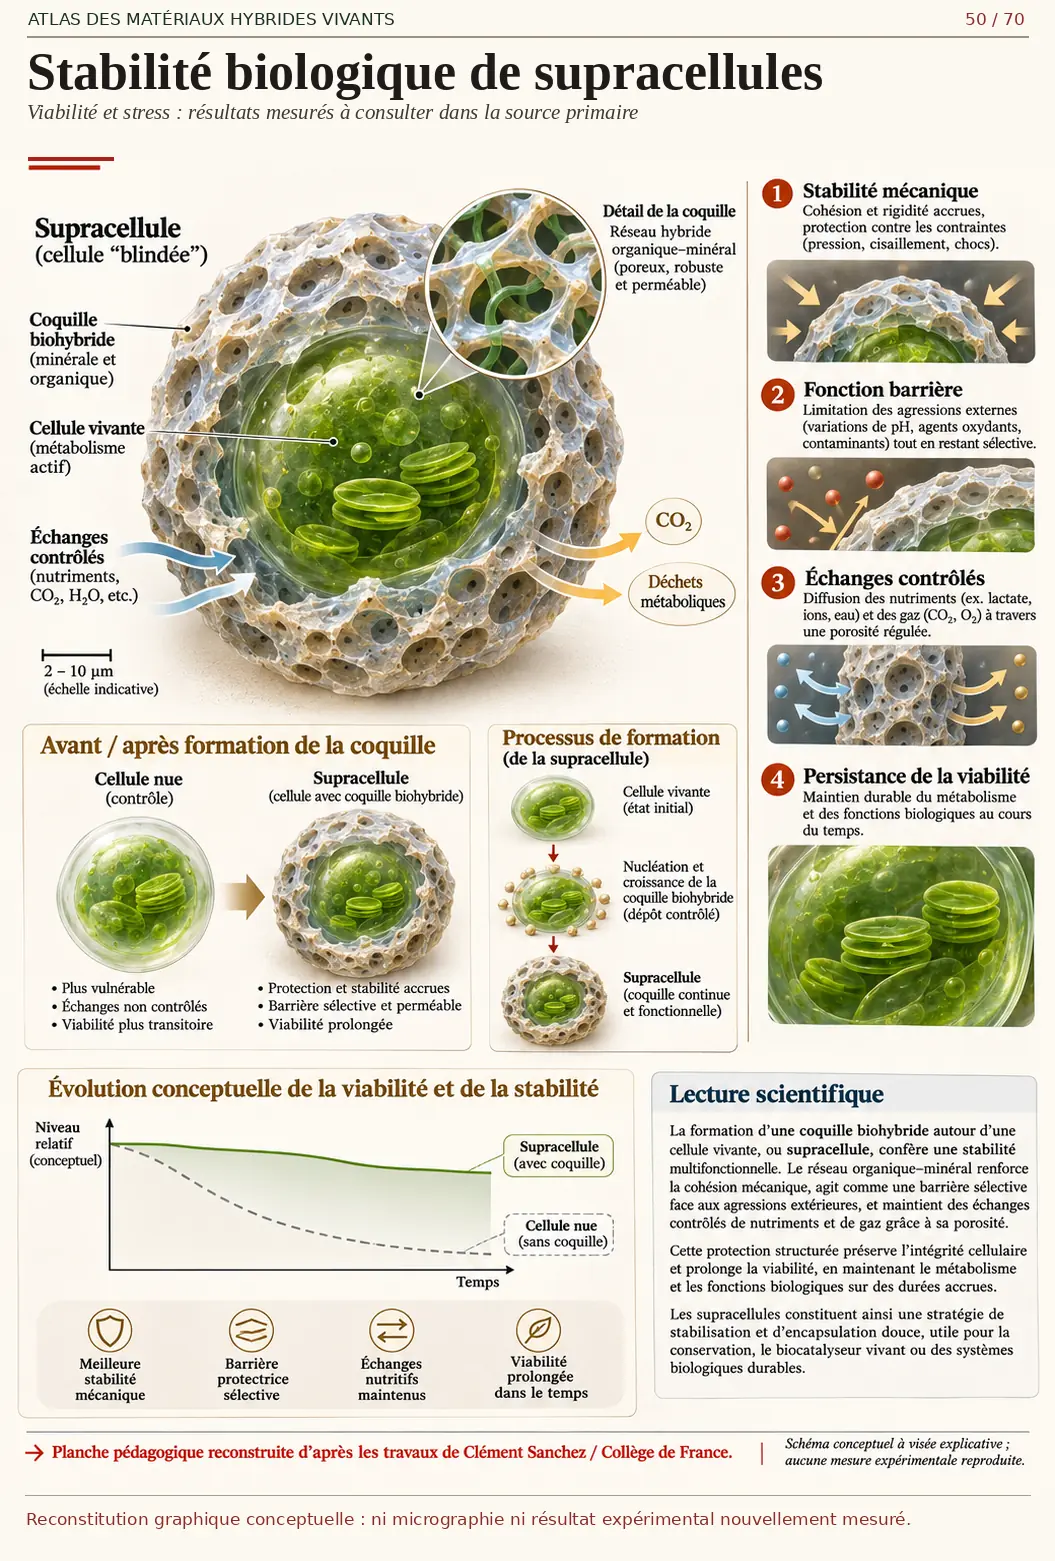 ATLAS DES MATÉRIAUX HYBRIDES VIVANTS
50 / 70
Stabilité biologique de supracellules
Viabilité et stress : résultats mesurés à consulter dans la source primaire
Supracellule
(cellule “blindée”)
Coquille
biohybride
(minérale et
organique)
Cellule vivante
(métabolisme
actif)
Échanges
contrôlés
(nutriments,
CO₂, H₂O, etc.)
2 – 10 µm
(échelle indicative)
Détail de la coquille
Réseau hybride
organique–minéral
(poreux, robuste
et perméable)
CO₂
Déchets
métaboliques
1 Stabilité mécanique
Cohésion et rigidité accrues,
protection contre les contraintes
(pression, cisaillement, chocs).
2 Fonction barrière
Limitation des agressions externes
(variations de pH, agents oxydants,
contaminants) tout en restant sélective.
3 Échanges contrôlés
Diffusion des nutriments (ex. lactate,
ions, eau) et des gaz (CO₂, O₂) à travers
une porosité régulée.
4 Persistance de la viabilité
Maintien durable du métabolisme
et des fonctions biologiques au cours
du temps.
Avant / après formation de la coquille
Cellule nue
(contrôle)
• Plus vulnérable
• Échanges non contrôlés
• Viabilité plus transitoire
Supracellule
(cellule avec coquille biohybride)
• Protection et stabilité accrues
• Barrière sélective et perméable
• Viabilité prolongée
Processus de formation
(de la supracellule)
Cellule vivante
(état initial)
Nucléation et
croissance de la
coquille biohybride
(dépôt contrôlé)
Supracellule
(coquille continue
et fonctionnelle)
Évolution conceptuelle de la viabilité et de la stabilité
Niveau
relatif
(conceptuel)
Supracellule
(avec coquille)
Cellule nue
(sans coquille)
Temps
Meilleure
stabilité
mécanique
Barrière
protectrice
sélective
Échanges
nutritifs
maintenus
Viabilité
prolongée
dans le temps
Lecture scientifique
La formation d’une coquille biohybride autour d’une
cellule vivante, ou supracellule, confère une stabilité
multifonctionnelle. Le réseau organique–minéral renforce
la cohésion mécanique, agit comme une barrière sélective
face aux agressions extérieures, et maintient des échanges
contrôlés de nutriments et de gaz grâce à sa porosité.
Cette protection structurée préserve l’intégrité cellulaire
et prolonge la viabilité, en maintenant le métabolisme
et les fonctions biologiques sur des durées accrues.
Les supracellules constituent ainsi une stratégie de
stabilisation et d’encapsulation douce, utile pour la
conservation, le biocatalyseur vivant ou des systèmes
biologiques durables.
→ Planche pédagogique reconstruite d’après les travaux de Clément Sanchez / Collège de France.
Schéma conceptuel à visée explicative ;
aucune mesure expérimentale reproduite.
Reconstitution graphique conceptuelle : ni micrographie ni résultat expérimental nouvellement mesuré.